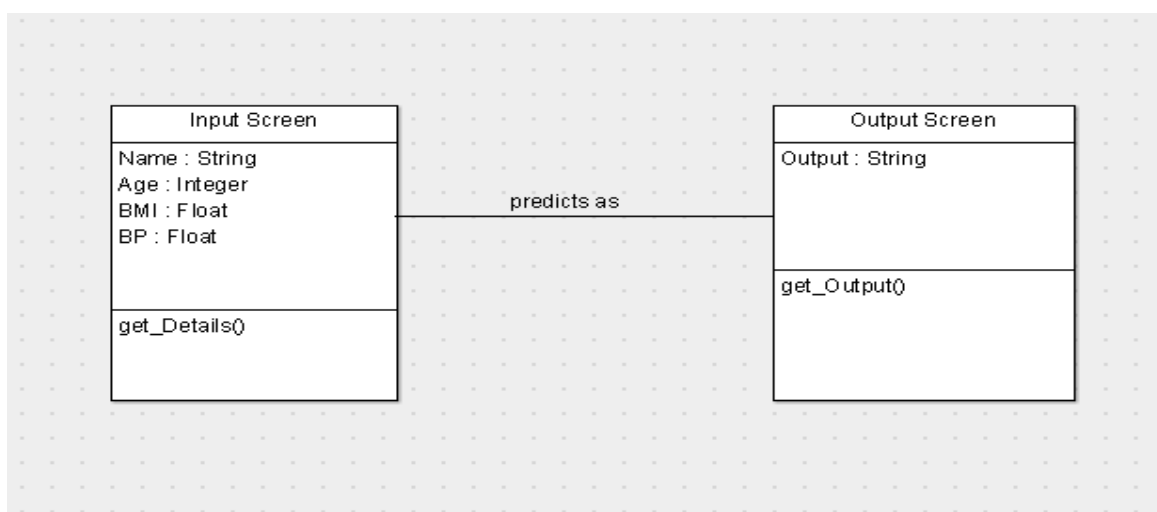 Input Screen
Name : String
Age : Integer
BMI : Float
BP : Float
get_Details()
predicts as
Output Screen
Output : String
get_Output()